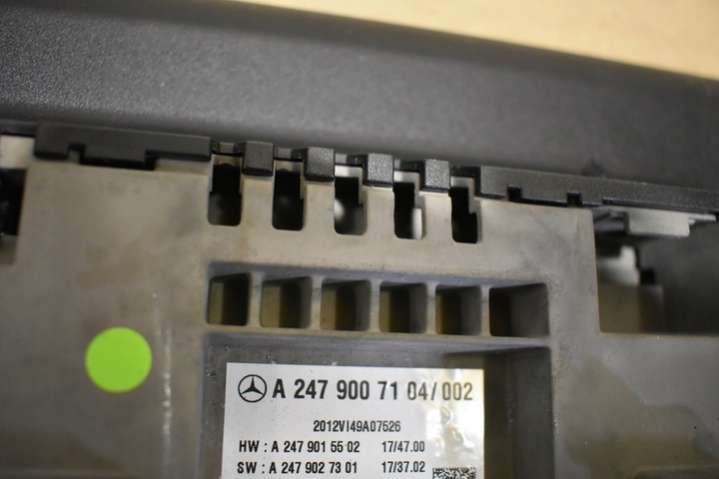 A 247 900 71 04/002
2012VI49A07526
HW : A 247 901 55 02 17/47.00
SW : A 247 902 73 01 17/37.02